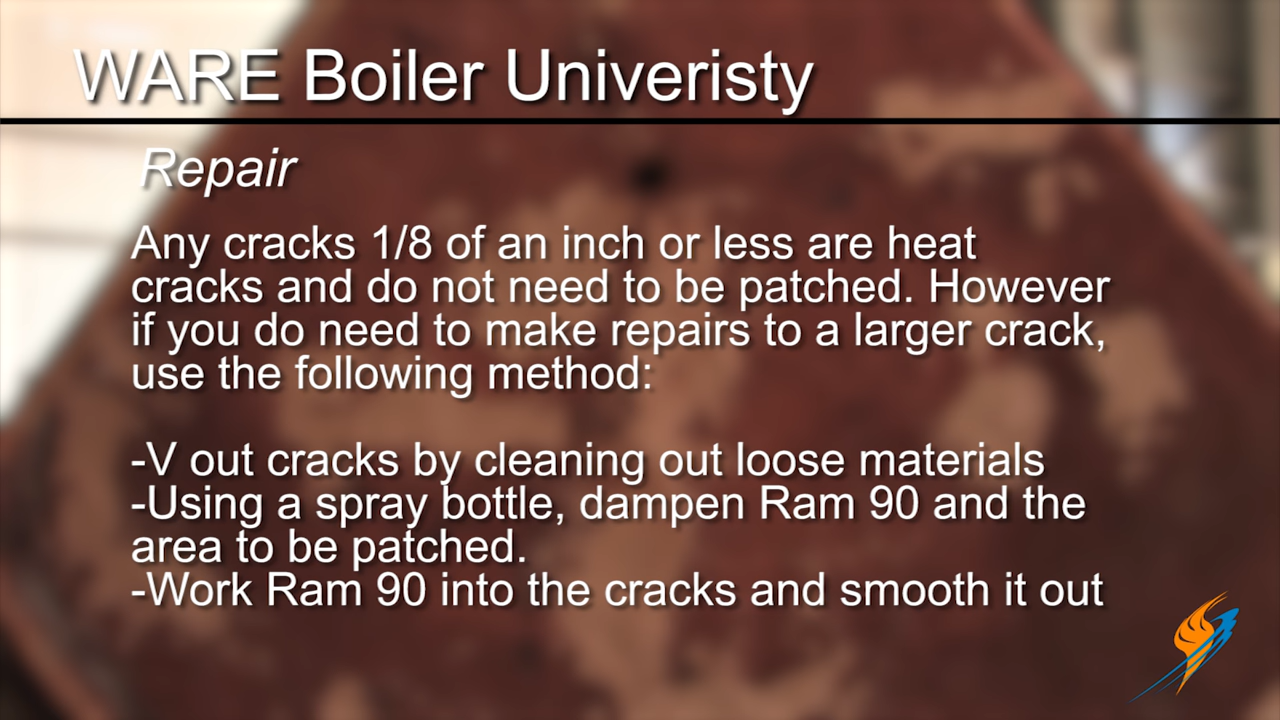 WARE Boiler Univeristy
Repair
Any cracks 1/8 of an inch or less are heat
cracks and do not need to be patched. However
if you do need to make repairs to a larger crack,
use the following method:
-V out cracks by cleaning out loose materials
-Using a spray bottle, dampen Ram 90 and the
area to be patched.
-Work Ram 90 into the cracks and smooth it out